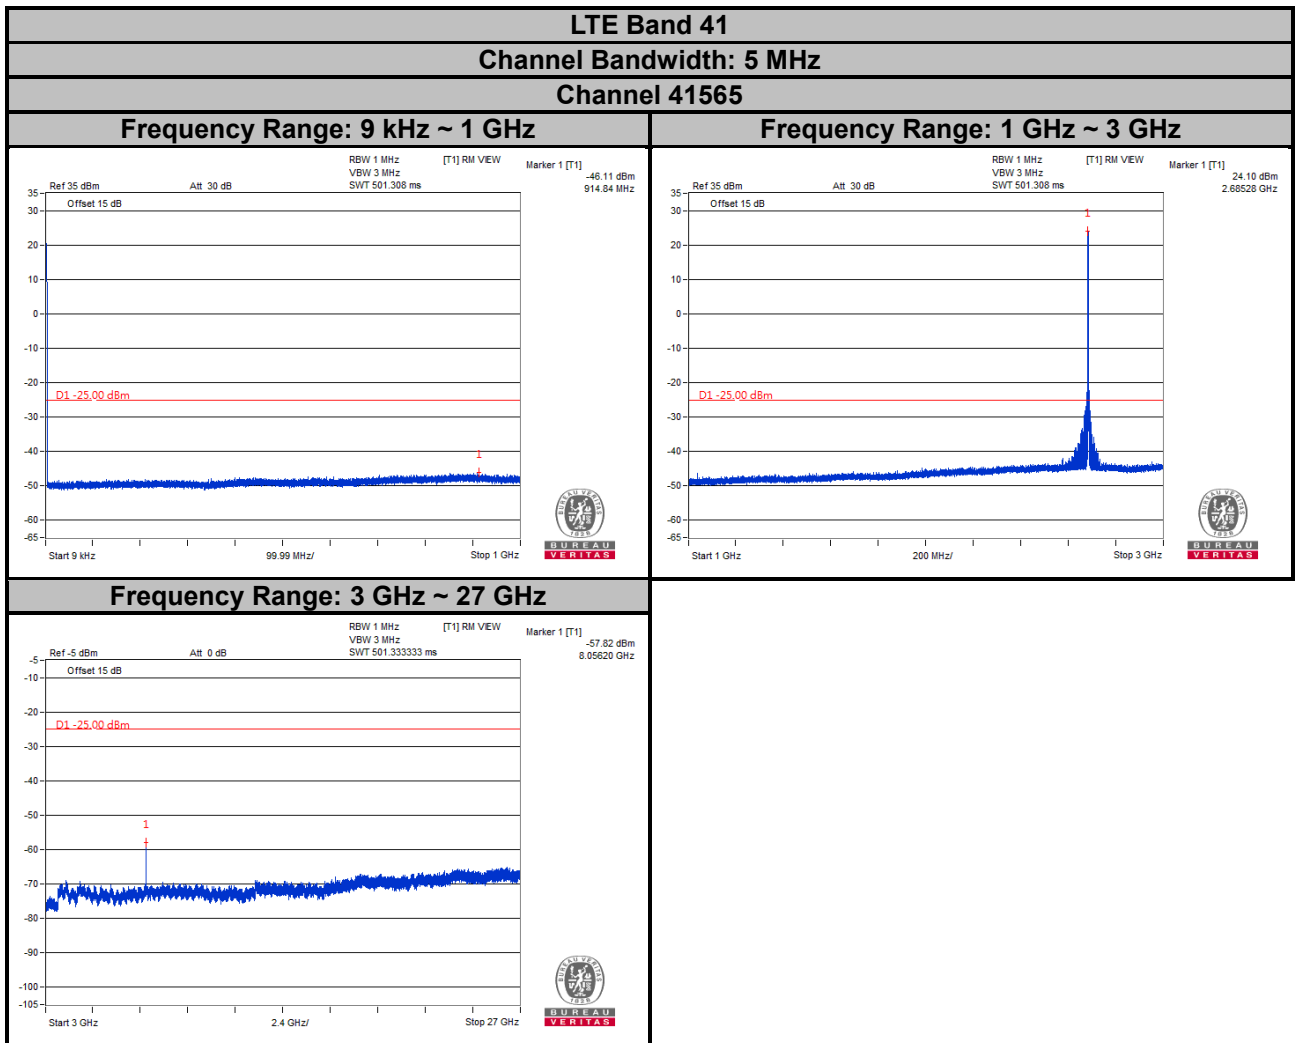 LTE Band 41
Channel Bandwidth: 5 MHz
Channel 41565
Frequency Range: 9 kHz ~ 1 GHz
RBW 1 MHz [T1] RM VIEW
VBW 3 MHz
Ref 35 dBm Att 30 dB SWT 501.308 ms
Marker 1 [T1]
-46.11 dBm
914.84 MHz
Offset 15 dB
35
30
20
10
0
-10
-20
-30
-40
-50
-60
-65
D1 -25.00 dBm
1
Start 9 kHz 99.99 MHz/ Stop 1 GHz
BUREAU VERITAS
1828
BUREAU
VERITAS
Frequency Range: 1 GHz ~ 3 GHz
RBW 1 MHz [T1] RM VIEW
VBW 3 MHz
Ref 35 dBm Att 30 dB SWT 501.308 ms
Marker 1 [T1]
24.10 dBm
2.68528 GHz
Offset 15 dB
35
30
20
10
0
-10
-20
-30
-40
-50
-60
-65
D1 -25.00 dBm
1
Start 1 GHz 200 MHz/ Stop 3 GHz
BUREAU VERITAS
1828
BUREAU
VERITAS
Frequency Range: 3 GHz ~ 27 GHz
RBW 1 MHz [T1] RM VIEW
VBW 3 MHz
Ref -5 dBm Att 0 dB SWT 501.333333 ms
Marker 1 [T1]
-57.82 dBm
8.05620 GHz
Offset 15 dB
-5
-10
-20
-30
-40
-50
-60
-70
-80
-90
-100
-105
D1 -25.00 dBm
1
Start 3 GHz 2.4 GHz/ Stop 27 GHz
BUREAU VERITAS
1828
BUREAU
VERITAS